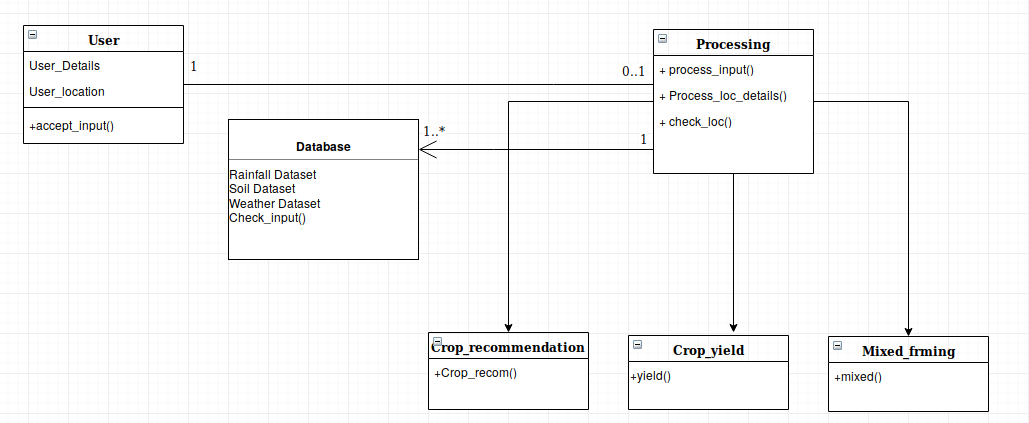 User
User_Details
User_location
+accept_input()
1
0..1
Processing
+ process_input()
+ Process_loc_details()
+ check_loc()
1..*
1
Database
Rainfall Dataset
Soil Dataset
Weather Dataset
Check_input()
Crop_recommendation
+Crop_recom()
Crop_yield
+yield()
Mixed_frming
+mixed()